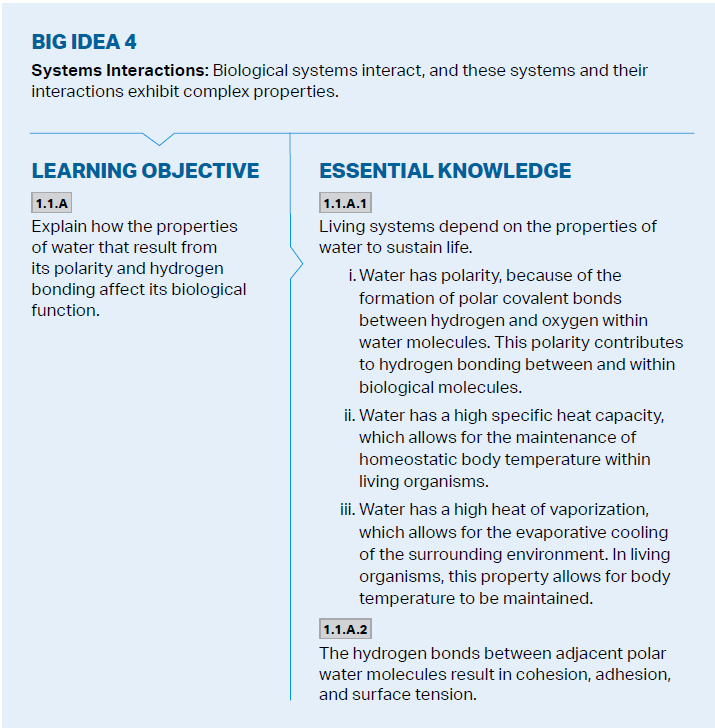 BIG IDEA 4
Systems Interactions: Biological systems interact, and these systems and their
interactions exhibit complex properties.
LEARNING OBJECTIVE
1.1.A
Explain how the properties
of water that result from
its polarity and hydrogen
bonding affect its biological
function.
ESSENTIAL KNOWLEDGE
1.1.A.1
Living systems depend on the properties of
water to sustain life.
i. Water has polarity, because of the
formation of polar covalent bonds
between hydrogen and oxygen within
water molecules. This polarity contributes
to hydrogen bonding between and within
biological molecules.
ii. Water has a high specific heat capacity,
which allows for the maintenance of
homeostatic body temperature within
living organisms.
iii. Water has a high heat of vaporization,
which allows for the evaporative cooling
of the surrounding environment. In living
organisms, this property allows for body
temperature to be maintained.
1.1.A.2
The hydrogen bonds between adjacent polar
water molecules result in cohesion, adhesion,
and surface tension.